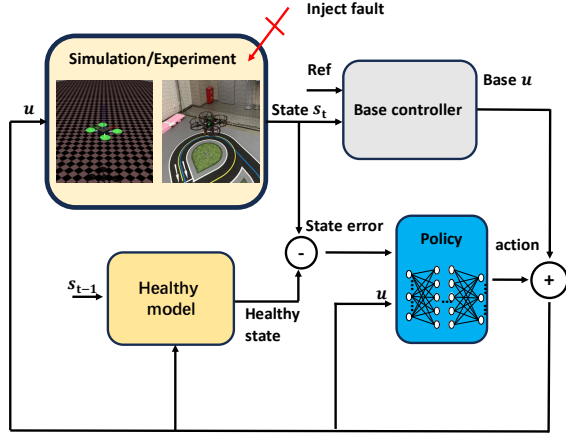 Inject fault
Simulation/Experiment
Ref
Base 𝒖
𝒖
State 𝒔t
Base controller
State error
Policy
action
-
+
𝒔t−1
Healthy
model
𝒖
Healthy
state
...